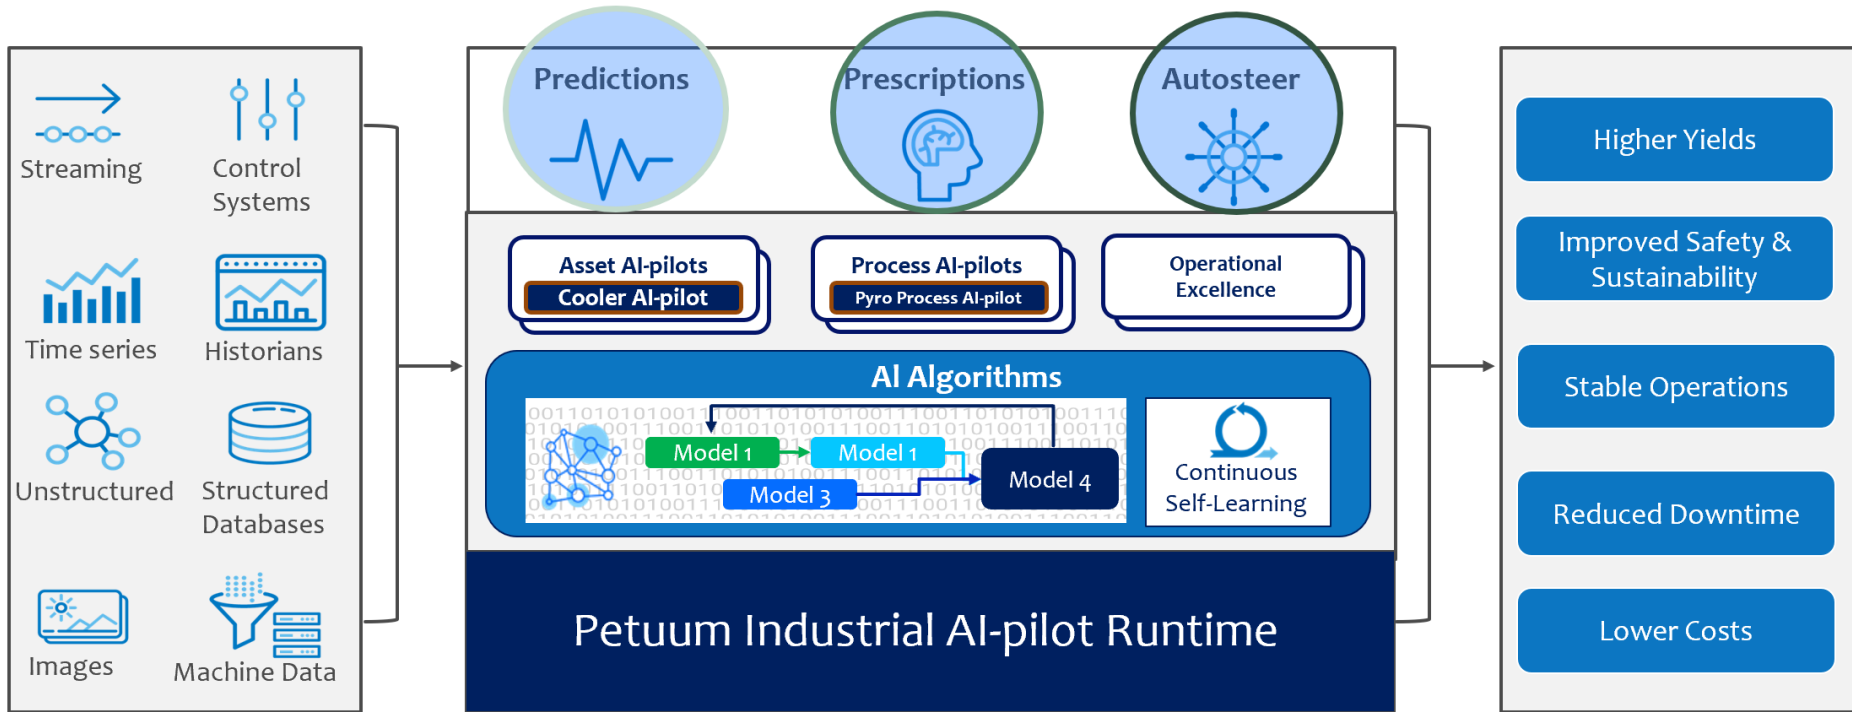 Streaming
Control
Systems
Time series
Historians
Unstructured
Structured
Databases
Images
Machine Data
Predictions
Prescriptions
Autosteer
Asset AI-pilots
Cooler AI-pilot
Process AI-pilots
Pyro Process AI-pilot
Operational
Excellence
AI Algorithms
Model 1
Model 1
Model 3
Model 4
Continuous
Self-Learning
Petuum Industrial AI-pilot Runtime
Higher Yields
Improved Safety &
Sustainability
Stable Operations
Reduced Downtime
Lower Costs